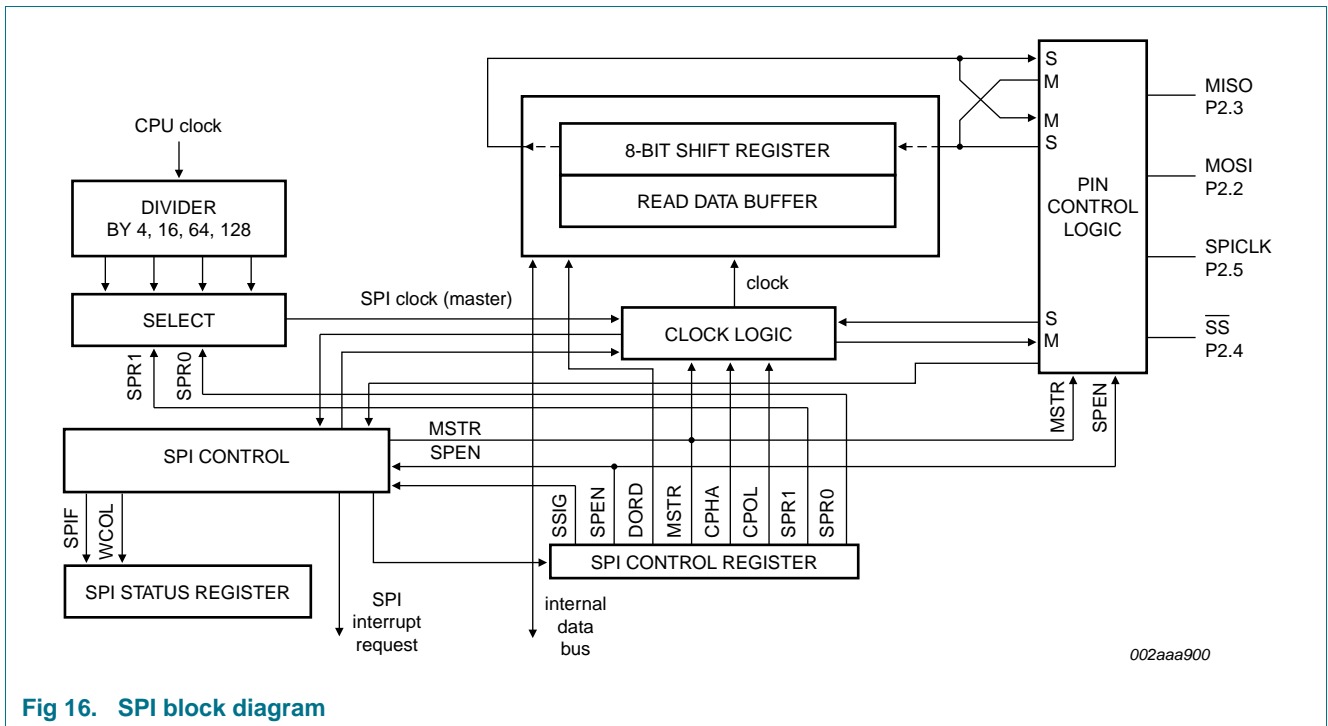 S
M
M
S
MISO
P2.3
MOSI
P2.2
SPICLK
P2.5
SS
P2.4
PIN
CONTROL
LOGIC
S
M
MSTR
SPEN
CPU clock
DIVIDER
BY 4, 16, 64, 128
SELECT
SPR1
SPR0
8-BIT SHIFT REGISTER
READ DATA BUFFER
SPI clock (master)
clock
CLOCK LOGIC
SPI CONTROL
MSTR
SPEN
SPIF
WCOL
SPI STATUS REGISTER
SSIG
SPEN
DORD
MSTR
CPHA
CPOL
SPR1
SPR0
SPI CONTROL REGISTER
SPI
interrupt
request
internal
data
bus
002aaa900
Fig 16. SPI block diagram